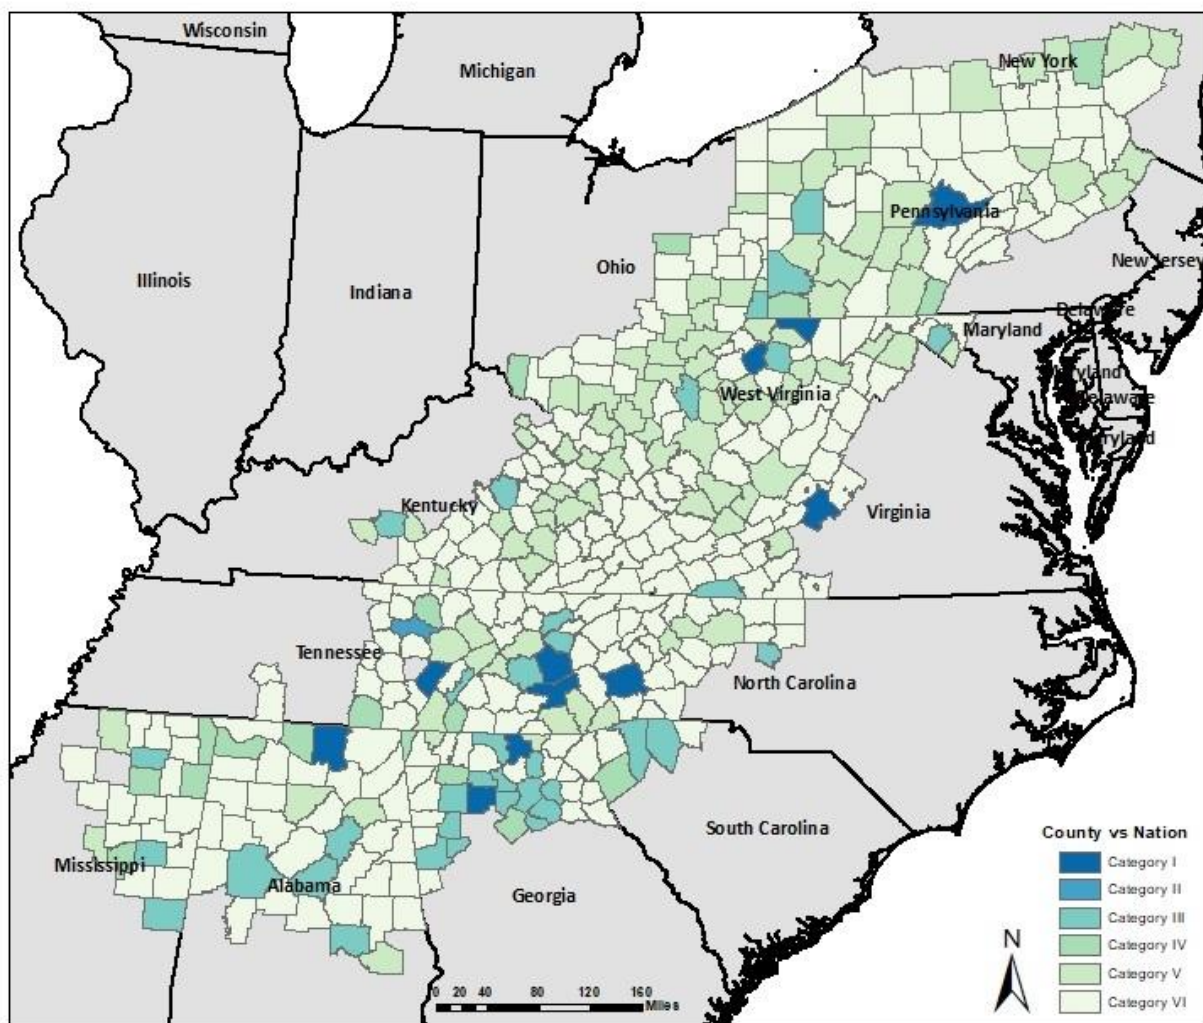 Wisconsin
Michigan
New York
Pennsylvania
Illinois
Indiana
Ohio
New Jersey
Delaware
Maryland
Maryland
Delaware
Maryland
West Virginia
Kentucky
Virginia
Tennessee
North Carolina
South Carolina
Mississippi
Alabama
Georgia
County vs Nation
Category I
Category II
Category III
Category IV
Category V
Category VI
N
0 20 40 80 120 160
Miles